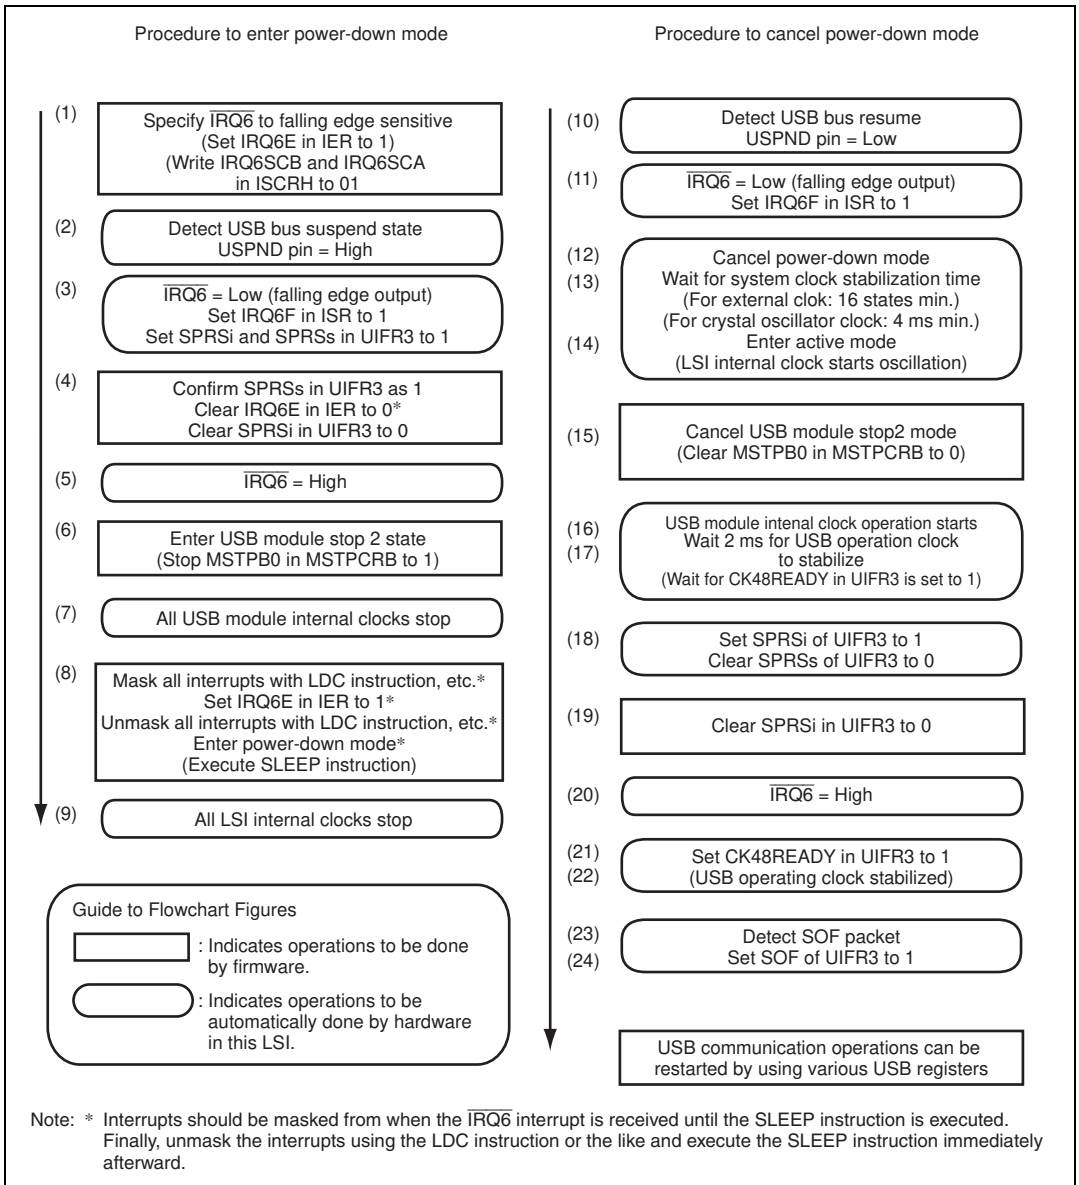 Procedure to enter power-down mode
(1)
Specify IRQ6 to falling edge sensitive
(Set IRQ6E in IER to 1)
(Write IRQ6SCB and IRQ6SCA
in ISCRH to 01
(2)
Detect USB bus suspend state
USPND pin = High
(3)
IRQ6 = Low (falling edge output)
Set IRQ6F in ISR to 1
Set SPRSi and SPRSs in UIFR3 to 1
(4)
Confirm SPRSs in UIFR3 as 1
Clear IRQ6E in IER to 0*
Clear SPRSi in UIFR3 to 0
(5)
IRQ6 = High
(6)
Enter USB module stop 2 state
(Stop MSTPB0 in MSTPCRB to 1)
(7)
All USB module internal clocks stop
(8)
Mask all interrupts with LDC instruction, etc.*
Set IRQ6E in IER to 1*
Unmask all interrupts with LDC instruction, etc.*
Enter power-down mode*
(Execute SLEEP instruction)
(9)
All LSI internal clocks stop
Guide to Flowchart Figures
: Indicates operations to be done
by firmware.
: Indicates operations to be
automatically done by hardware
in this LSI.
Procedure to cancel power-down mode
(10)
Detect USB bus resume
USPND pin = Low
(11)
IRQ6 = Low (falling edge output)
Set IRQ6F in ISR to 1
(12)
Cancel power-down mode
(13)
Wait for system clock stabilization time
(For external clok: 16 states min.)
(For crystal oscillator clock: 4 ms min.)
(14)
Enter active mode
(LSI internal clock starts oscillation)
(15)
Cancel USB module stop2 mode
(Clear MSTPB0 in MSTPCRB to 0)
(16)
USB module intenal clock operation starts
(17)
Wait 2 ms for USB operation clock
to stabilize
(Wait for CK48READY in UIFR3 is set to 1)
(18)
Set SPRSi of UIFR3 to 1
Clear SPRSs of UIFR3 to 0
(19)
Clear SPRSi in UIFR3 to 0
(20)
IRQ6 = High
(21)
Set CK48READY in UIFR3 to 1
(22)
(USB operating clock stabilized)
(23)
Detect SOF packet
(24)
Set SOF of UIFR3 to 1
USB communication operations can be
restarted by using various USB registers
Note: * Interrupts should be masked from when the IRQ6 interrupt is received until the SLEEP instruction is executed.
Finally, unmask the interrupts using the LDC instruction or the like and execute the SLEEP instruction immediately
afterward.